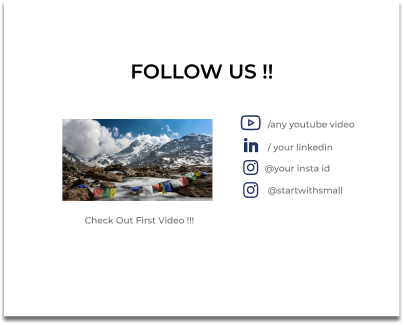 FOLLOW US !!
/any youtube video
/ your linkedin
@your insta id
@startwithsmall
Check Out First Video !!!